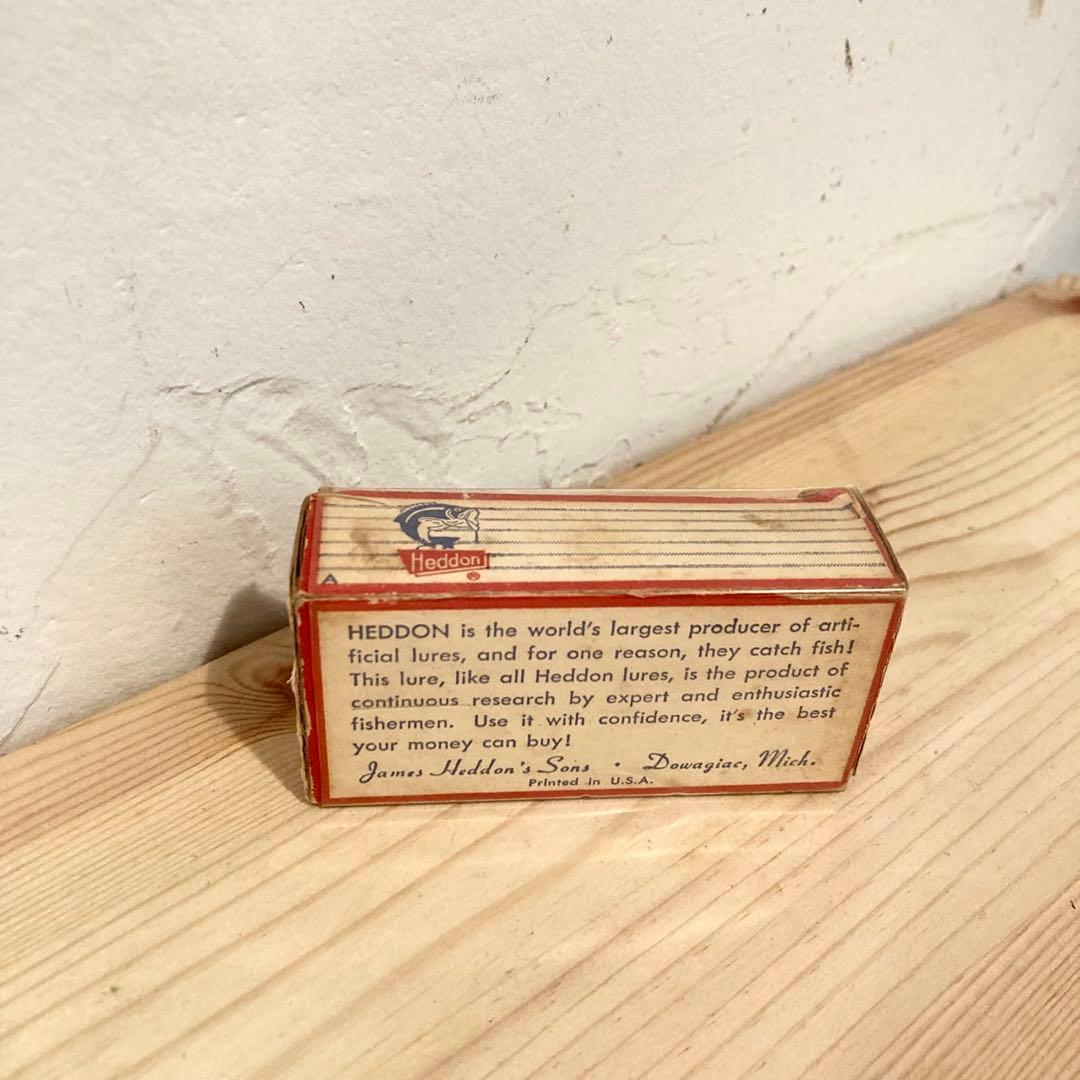 Heddon
®
A
HEDDON is the world's largest producer of arti-
ficial lures, and for one reason, they catch fish!
This lure, like all Heddon lures, is the product of
continuous research by expert and enthusiastic
fishermen. Use it with confidence, it's the best
your money can buy!
James Heddon's Sons • Dowagiac, Mich.
Printed in U.S.A.